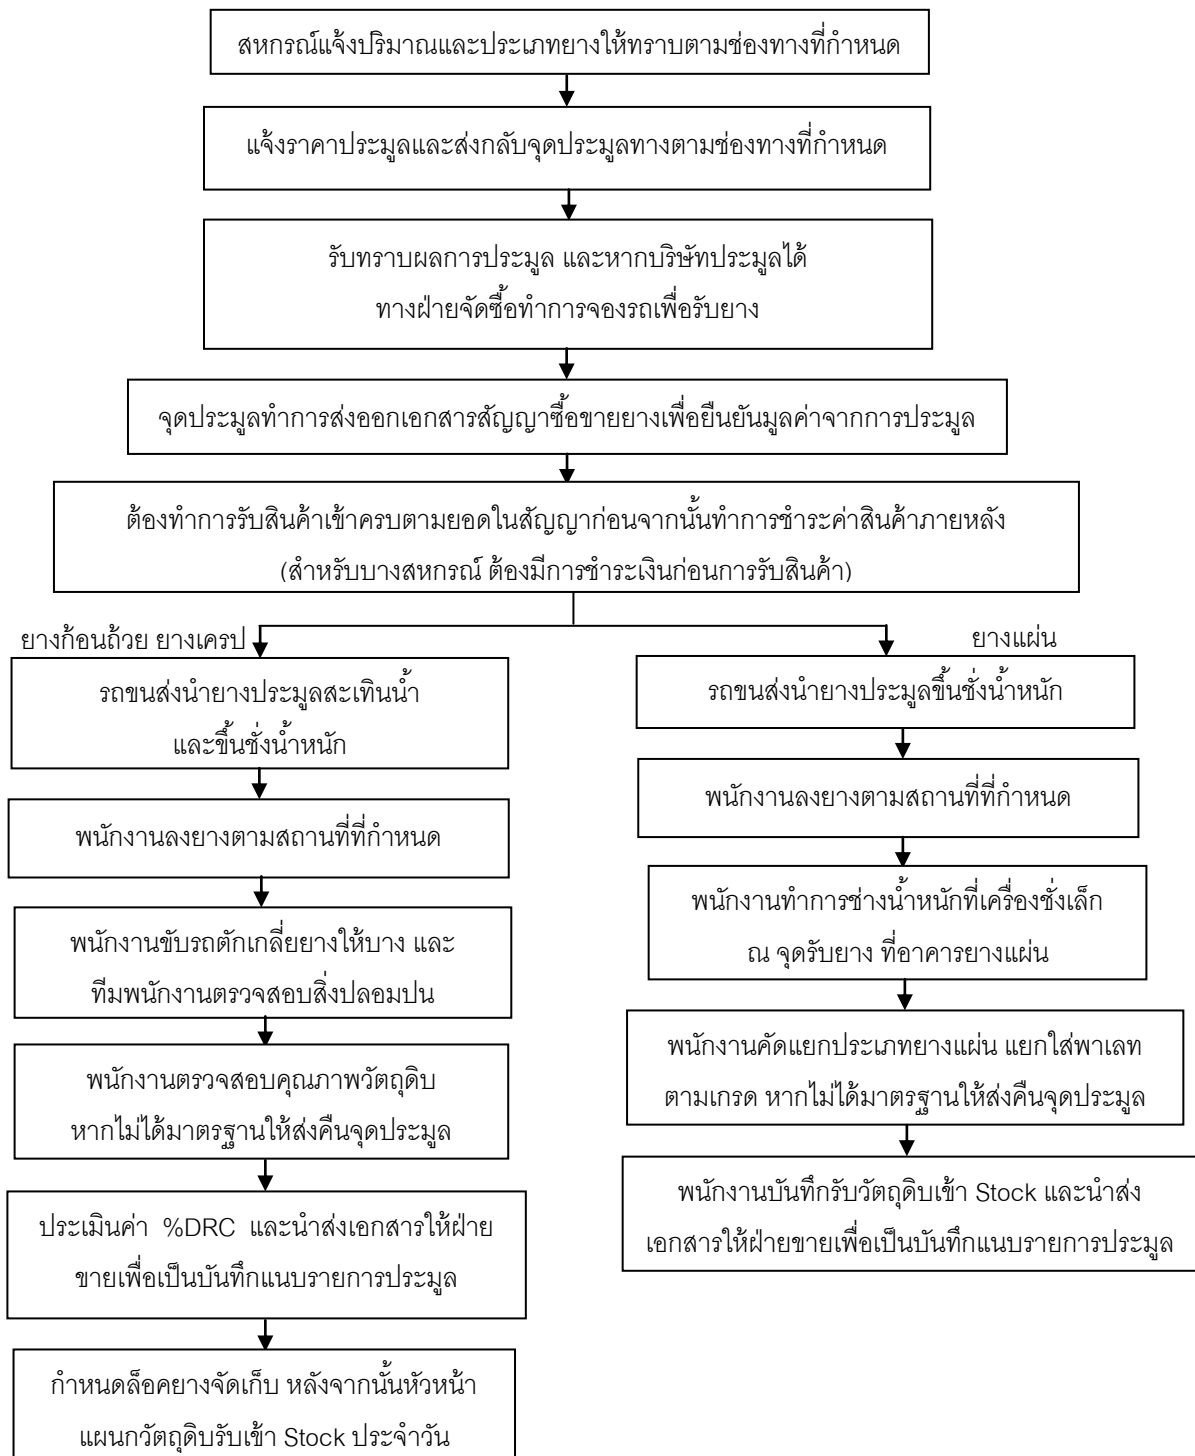 สหกรณ์แจ้งปริมาณและประเภทยางให้ทราบตามช่องทางที่กำหนด
แจ้งราคาประมูลและส่งกลับจุดประมูลทางตามช่องทางที่กำหนด
รับทราบผลการประมูล และหากบริษัทประมูลได้
ทางฝ่ายจัดซื้อทำการจองรถเพื่อรับยาง
จุดประมูลทำการส่งออกเอกสารสัญญาซื้อขายยางเพื่อยืนยันมูลค่าจากการประมูล
ต้องทำการรับสินค้าเข้าครบตามยอดในสัญญาก่อนจากนั้นทำการชำระค่าสินค้าภายหลัง
(สำหรับบางสหกรณ์ ต้องมีการชำระเงินก่อนการรับสินค้า)
ยางก้อนถ้วย ยางเครป
รถขนส่งนำยางประมูลสะเทินน้ำ
และขึ้นชั่งน้ำหนัก
พนักงานลงยางตามสถานที่ที่กำหนด
พนักงานขับรถตักเกลี่ยยางให้บาง และ
ทีมพนักงานตรวจสอบสิ่งปลอมปน
พนักงานตรวจสอบคุณภาพวัตถุดิบ
หากไม่ได้มาตรฐานให้ส่งคืนจุดประมูล
ประเมินค่า %DRC และนำส่งเอกสารให้ฝ่าย
ขายเพื่อเป็นบันทึกแนบรายการประมูล
กำหนดล็อคยางจัดเก็บ หลังจากนั้นหัวหน้า
แผนกวัตถุดิบรับเข้า Stock ประจำวัน
ยางแผ่น
รถขนส่งนำยางประมูลขึ้นชั่งน้ำหนัก
พนักงานลงยางตามสถานที่ที่กำหนด
พนักงานทำการช่างน้ำหนักที่เครื่องชั่งเล็ก
ณ จุดรับยาง ที่อาคารยางแผ่น
พนักงานคัดแยกประเภทยางแผ่น แยกใส่พาเลท
ตามเกรด หากไม่ได้มาตรฐานให้ส่งคืนจุดประมูล
พนักงานบันทึกรับวัตถุดิบเข้า Stock และนำส่ง
เอกสารให้ฝ่ายขายเพื่อเป็นบันทึกแนบรายการประมูล